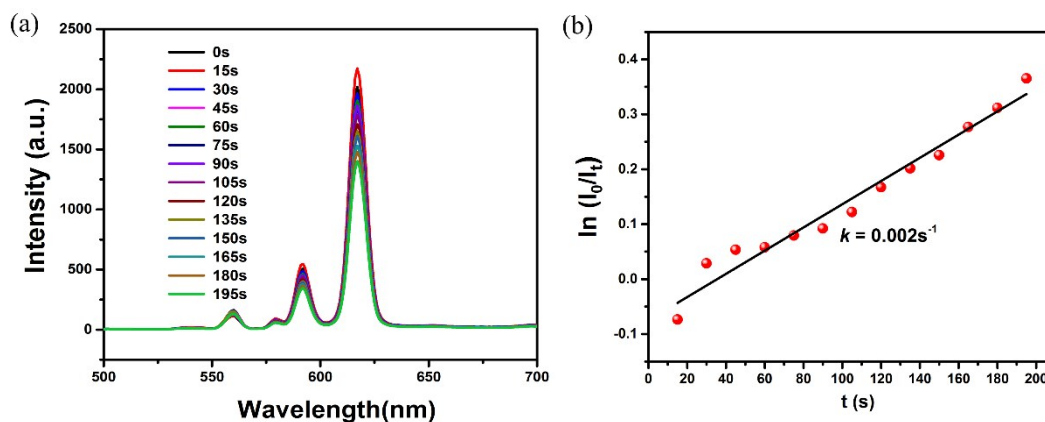 (a)
2500
2000
1500
1000
500
0
Intensity (a.u.)
0s
15s
30s
45s
60s
75s
90s
105s
120s
135s
150s
165s
180s
195s
500 550 600 650 700
Wavelength(nm)
(b)
0.4
0.3
0.2
0.1
0.0
-0.1
ln (I₀/Iₜ)
k = 0.002s⁻¹
0 20 40 60 80 100 120 140 160 180 200
t (s)